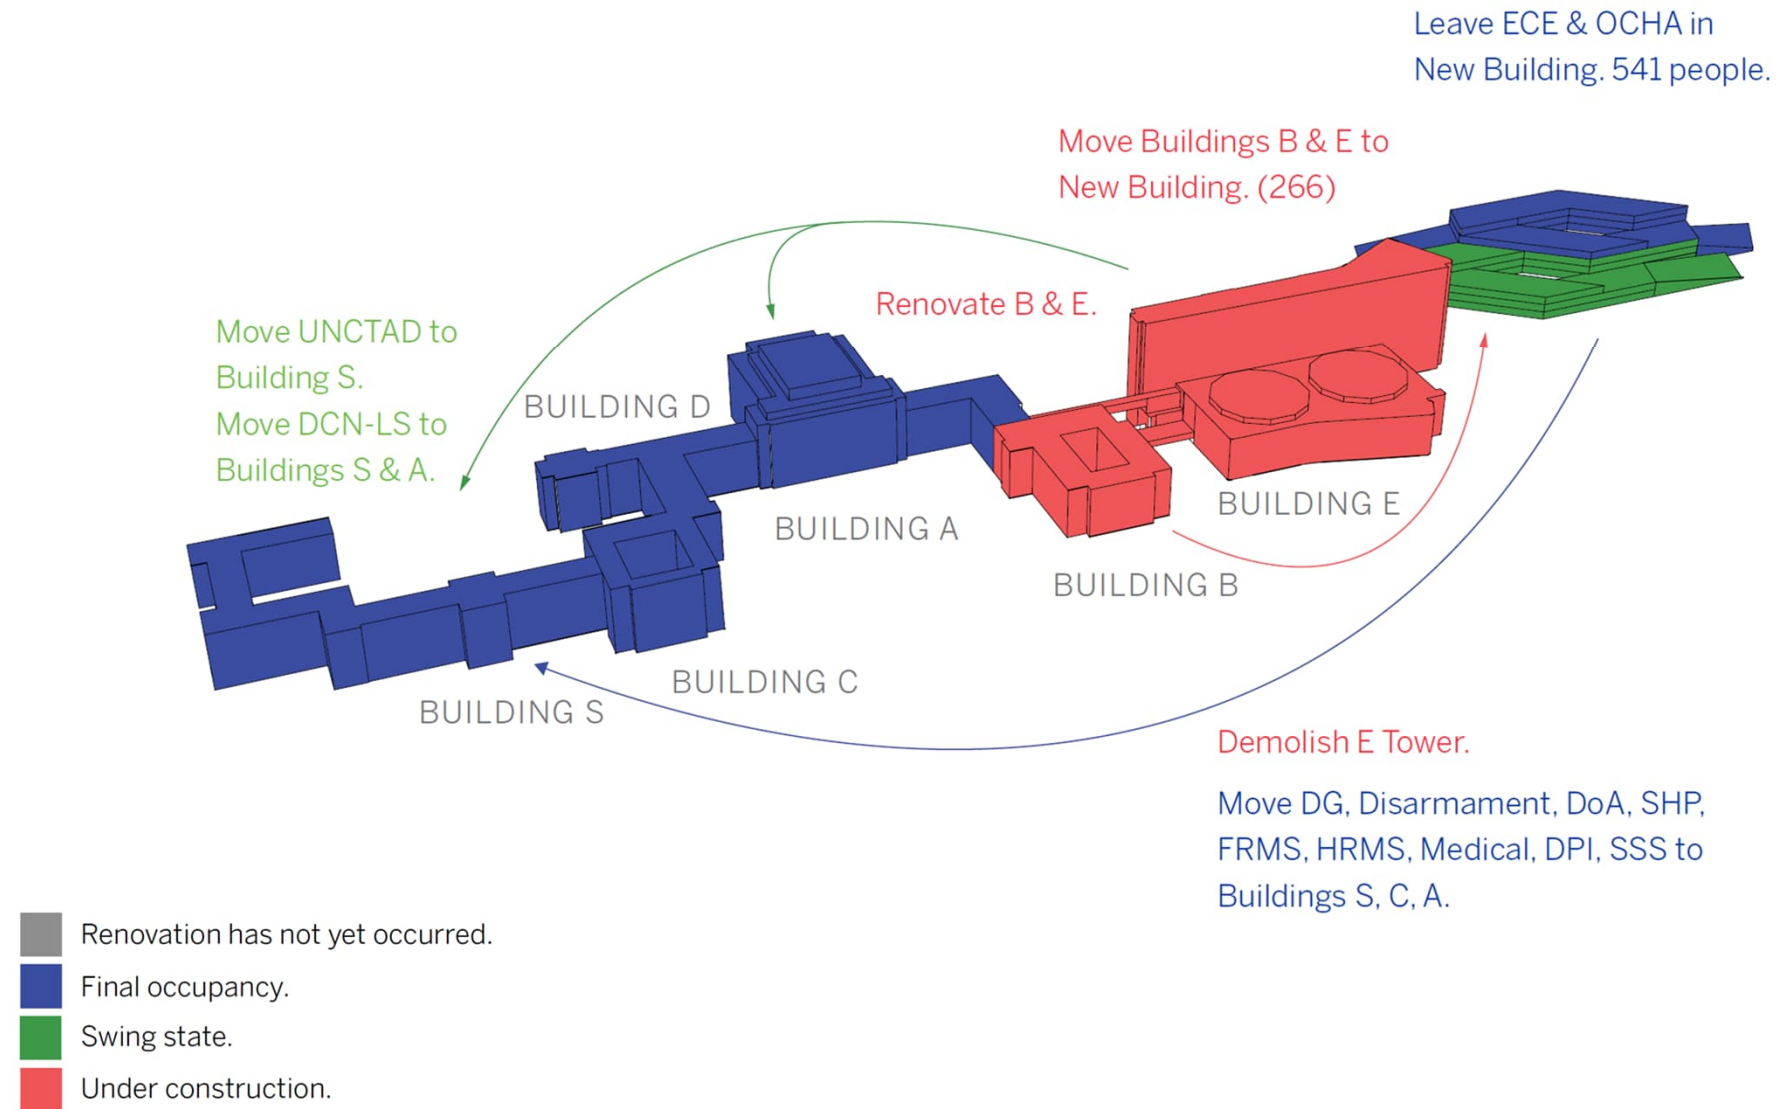 Leave ECE & OCHA in
New Building. 541 people.
Move Buildings B & E to
New Building. (266)
Renovate B & E.
Move UNCTAD to
Building S.
Move DCN-LS to
Buildings S & A.
BUILDING D
BUILDING A
BUILDING E
BUILDING B
BUILDING C
BUILDING S
Demolish E Tower.
Move DG, Disarmament, DoA, SHP,
FRMS, HRMS, Medical, DPI, SSS to
Buildings S, C, A.
Renovation has not yet occurred.
Final occupancy.
Swing state.
Under construction.